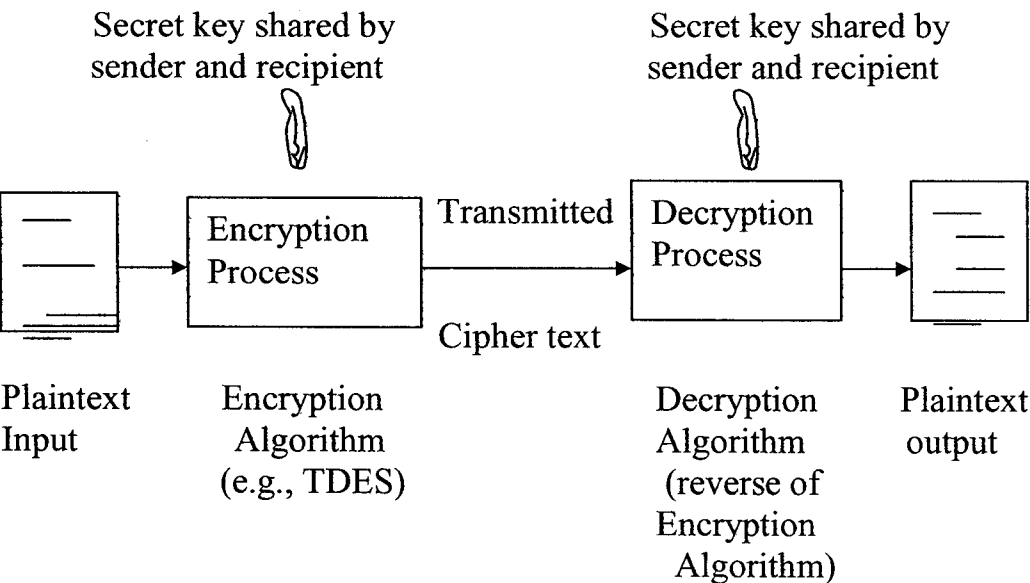 Secret key shared by
sender and recipient
Secret key shared by
sender and recipient
Encryption
Process
Transmitted
Cipher text
Decryption
Process
Plaintext
Input
Encryption
Algorithm
(e.g., TDES)
Decryption
Algorithm
(reverse of
Encryption
Algorithm)
Plaintext
output